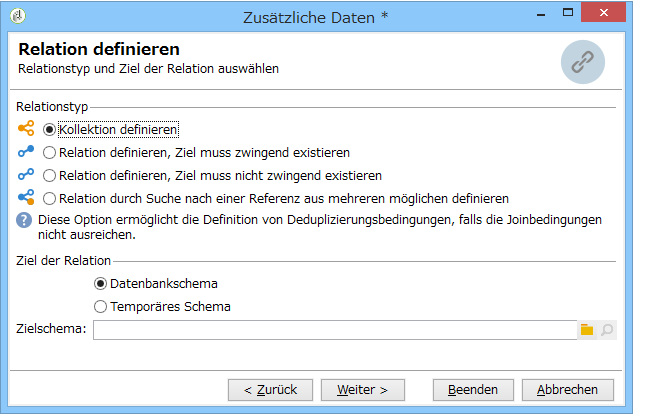 Zusätzliche Daten *
Relation definieren
Relationstyp und Ziel der Relation auswählen
Relationstyp
Kollektion definieren
Relation definieren, Ziel muss zwingend existieren
Relation definieren, Ziel muss nicht zwingend existieren
Relation durch Suche nach einer Referenz aus mehreren möglichen definieren
Diese Option ermöglicht die Definition von Deduplizierungsbedingungen, falls die Joinbedingungen
nicht ausreichen.
Ziel der Relation
Datenbankschema
Temporäres Schema
Zielschema:
< Zurück Weiter > Beenden Abbrechen